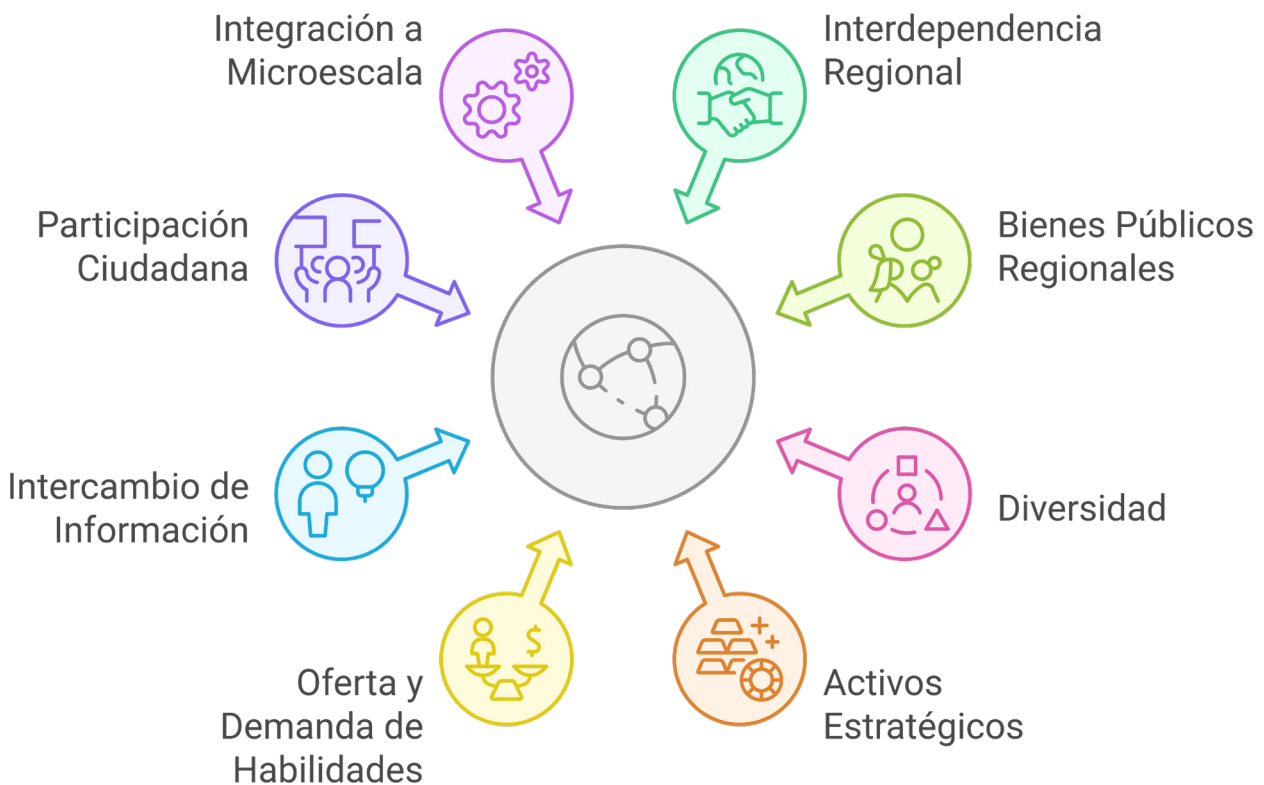 Integración a
Microescala
Interdependencia
Regional
Participación
Ciudadana
Bienes Públicos
Regionales
Intercambio de
Información
Diversidad
Oferta y
Demanda de
Habilidades
$
Activos
Estratégicos